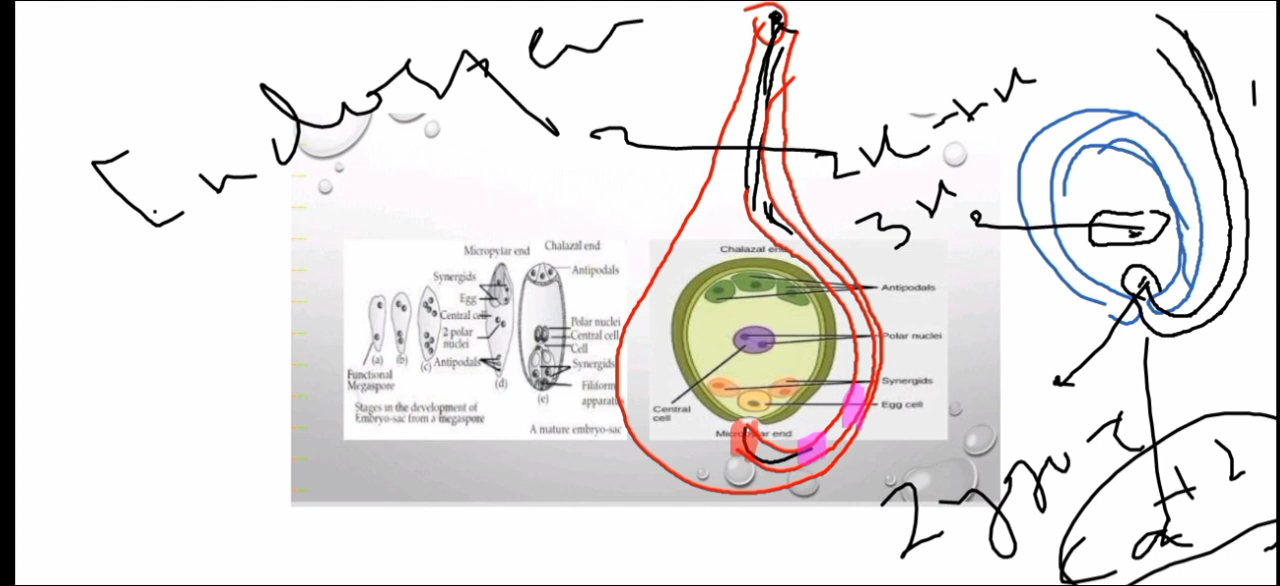 Endosper
2n+n
3n
Micropylar end
Chalazal end
Synergids
Antipodals
Egg
Central cell
2 polar
nuclei
Antipodals
Polar nuclei
Central cell
Cell
Synergids
Filiform
apparatus
(a)
(b)
(c)
(d)
(e)
Functional
Megaspore
Stages in the development of
Embryo-sac from a megaspore
A mature embryo-sac
Chalazal end
Antipodals
Polar nuclei
Synergids
Egg cell
Central
cell
Micropylar end